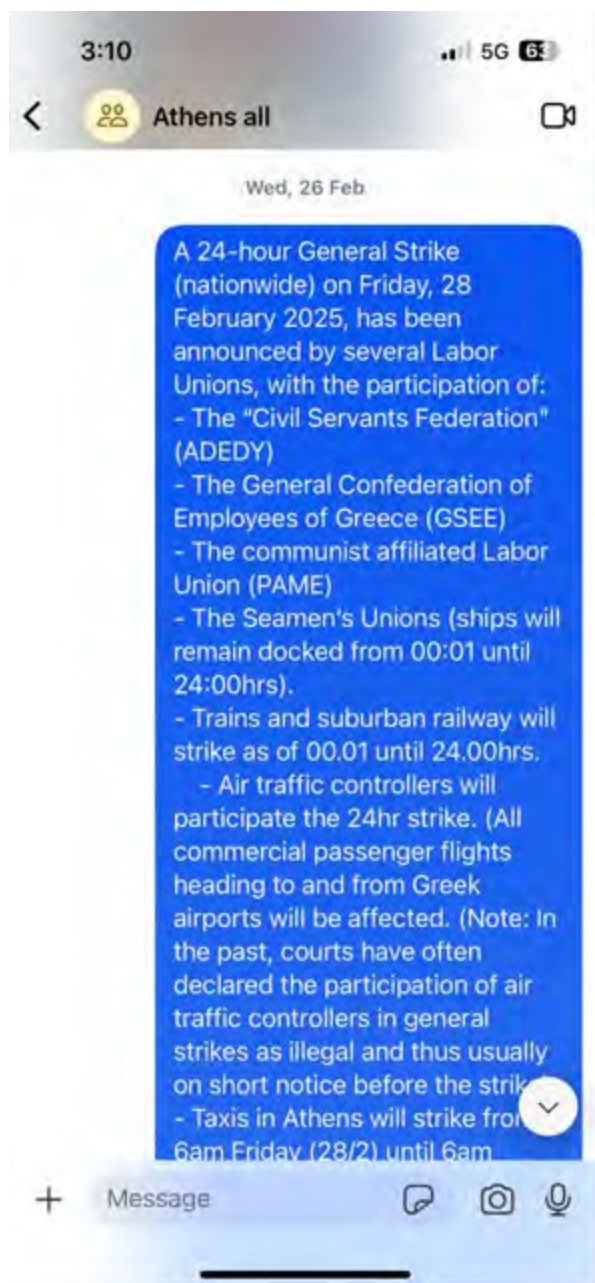 3:10
5G 63
Athens all
Wed, 26 Feb
A 24-hour General Strike
(nationwide) on Friday, 28
February 2025, has been
announced by several Labor
Unions, with the participation of:
- The "Civil Servants Federation"
(ADEDY)
- The General Confederation of
Employees of Greece (GSEE)
- The communist affiliated Labor
Union (PAME)
- The Seamen's Unions (ships will
remain docked from 00:01 until
24:00hrs).
- Trains and suburban railway will
strike as of 00.01 until 24.00hrs.
- Air traffic controllers will
participate the 24hr strike. (All
commercial passenger flights
heading to and from Greek
airports will be affected. (Note: In
the past, courts have often
declared the participation of air
traffic controllers in general
strikes as illegal and thus usually
on short notice before the
- Taxis in Athens will strike
6am Friday (28/2) until 6am
Message